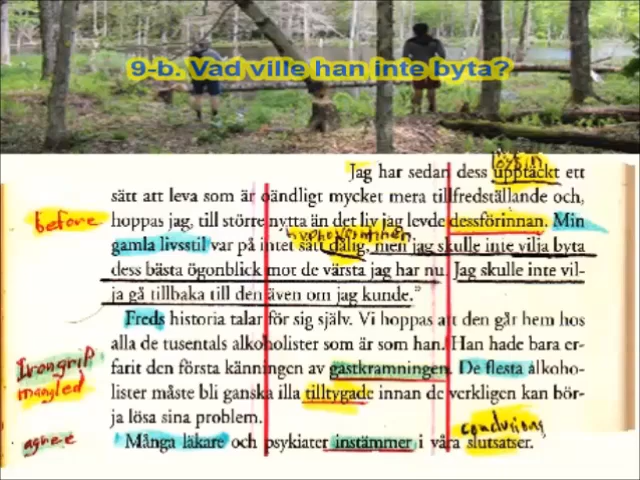 9-b. Vad ville han inte byta?
Jag har sedan dess upptäckt ett
sätt att leva som är oändligt mycket mera tillfredställande och,
before
hoppas jag, till större nytta än det liv jag levde dessförinnan. Min
gamla livsstil var på intet sätt dålig, men jag skulle inte vilja byta
dess bästa ögonblick mot de värsta jag har nu. Jag skulle inte vil-
ja gå tillbaka till den även om jag kunde."
Freds historia talar för sig själv. Vi hoppas att den går hem hos
alla de tusentals alkoholister som är som han. Han hade bara er-
Irongrip
farit den första känningen av gastkramningen. De flesta alkoho-
mangled
lister måste bli ganska illa tilltygade innan de verkligen kan bör-
ja lösa sina problem.
conclusions
agree
Många läkare och psykiater instämmer i våra slutsatser.